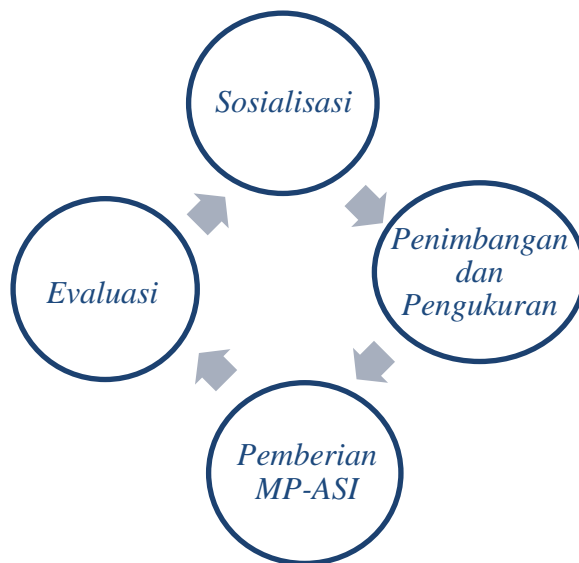 Sosialisasi
Penimbangan
dan
Pengukuran
Pemberian
MP-ASI
Evaluasi